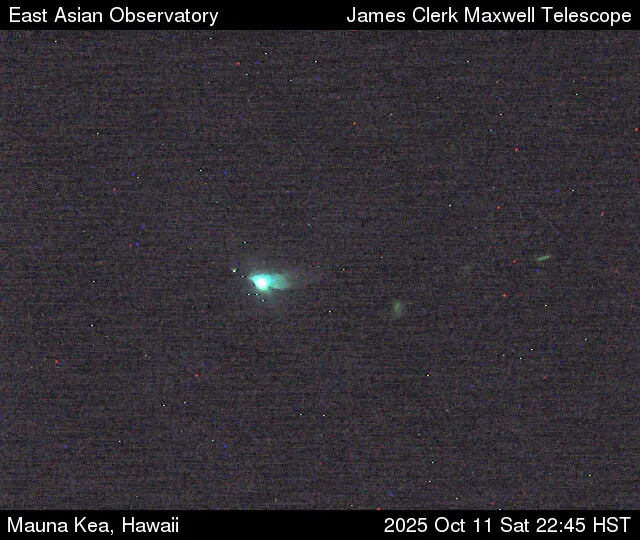 East Asian Observatory
James Clerk Maxwell Telescope
Mauna Kea, Hawaii
2025 Oct 11 Sat 22:45 HST